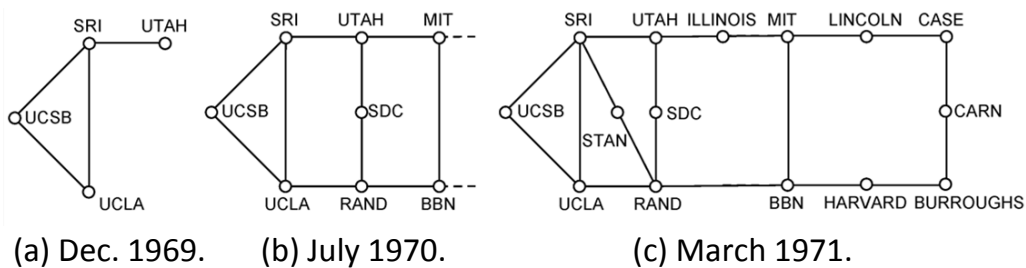 SRI UTAH
UCSB
UCLA
(a) Dec. 1969.
SRI UTAH MIT
UCSB SDC
UCLA RAND BBN
(b) July 1970.
SRI UTAH ILLINOIS MIT LINCOLN CASE
UCSB SDC CARN
STAN
UCLA RAND BBN HARVARD BURROUGHS
(c) March 1971.